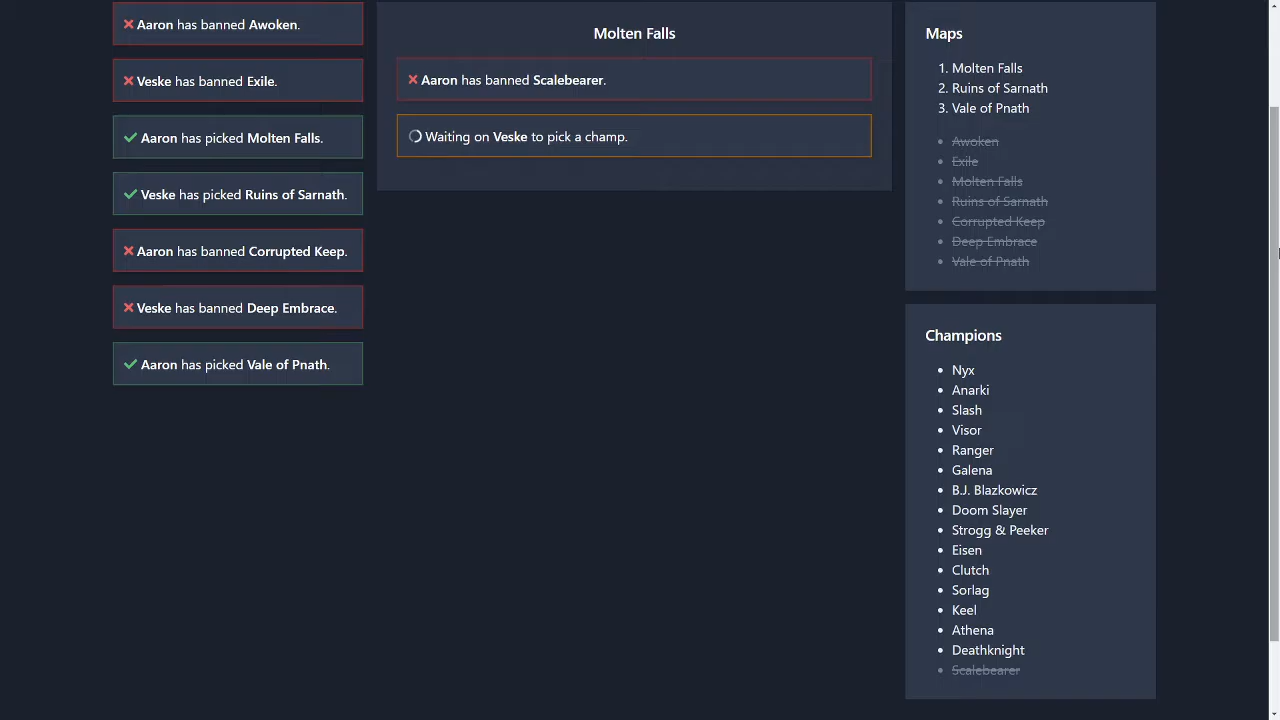 Aaron has banned Awoken.
Veske has banned Exile.
Aaron has picked Molten Falls.
Veske has picked Ruins of Sarnath.
Aaron has banned Corrupted Keep.
Veske has banned Deep Embrace.
Aaron has picked Vale of Pnath.
Molten Falls
Aaron has banned Scalebearer.
Waiting on Veske to pick a champ.
Maps
1. Molten Falls
2. Ruins of Sarnath
3. Vale of Pnath
Awoken
Exile
Molten Falls
Ruins of Sarnath
Corrupted Keep
Deep Embrace
Vale of Pnath
Champions
Nyx
Anarki
Slash
Visor
Ranger
Galena
B.J. Blazkowicz
Doom Slayer
Strogg & Peeker
Eisen
Clutch
Sorlag
Keel
Athena
Deathknight
Scalebearer